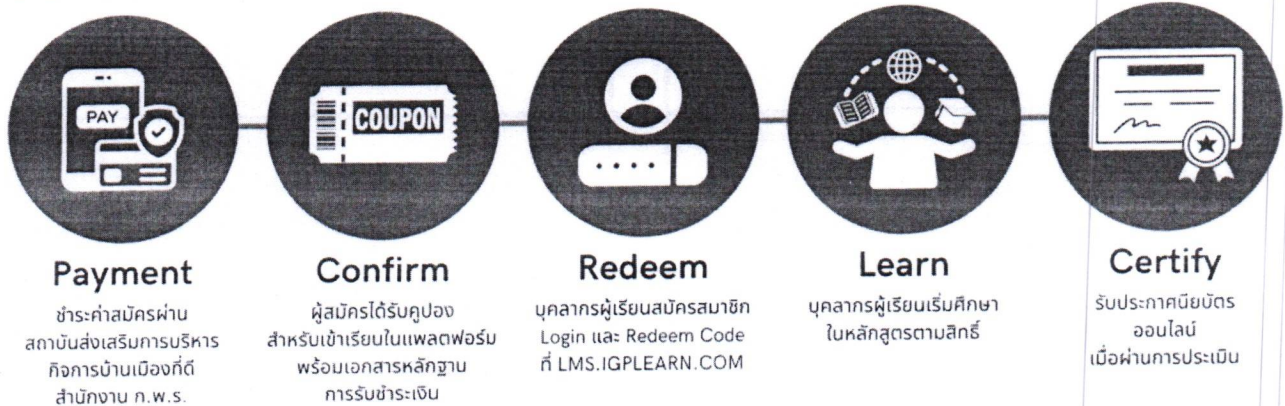 PAY
COUPON
Payment
ชำระค่าสมัครผ่าน
สถาบันส่งเสริมการบริหาร
กิจการบ้านเมืองที่ดี
สำนักงาน ก.พ.ร.
Confirm
ผู้สมัครได้รับคูปอง
สำหรับเข้าเรียนในแพลตฟอร์ม
พร้อมเอกสารหลักฐาน
การรับชำระเงิน
Redeem
บุคลากรผู้เรียนสมัครสมาชิก
Login และ Redeem Code
ที่ LMS.IGPLEARN.COM
Learn
บุคลากรผู้เรียนเริ่มศึกษา
ในหลักสูตรตามสิทธิ์
Certify
รับประกาศนียบัตร
ออนไลน์
เมื่อผ่านการประเมิน